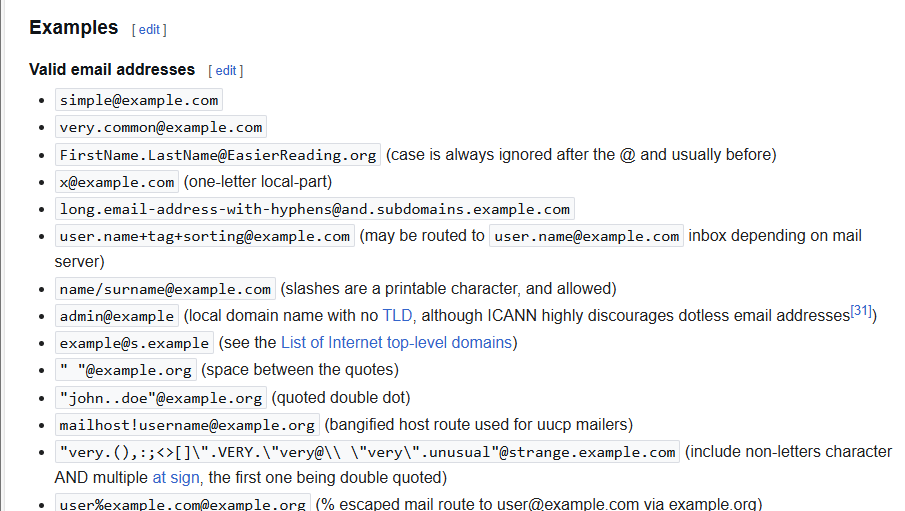 Examples [ edit ]
Valid email addresses [ edit ]
• simple@example.com
• very.common@example.com
• FirstName.LastName@EasierReading.org (case is always ignored after the @ and usually before)
• x@example.com (one-letter local-part)
• long.email-address-with-hyphens@and.subdomains.example.com
• user.name+tag+sorting@example.com (may be routed to user.name@example.com inbox depending on mail
server)
• name/surname@example.com (slashes are a printable character, and allowed)
• admin@example (local domain name with no TLD, although ICANN highly discourages dotless email addresses[31])
• example@s.example (see the List of Internet top-level domains)
• " "@example.org (space between the quotes)
• "john..doe"@example.org (quoted double dot)
• mailhost!username@example.org (bangified host route used for uucp mailers)
• "very.(),:;<>[]\".VERY.\"very@\\ \"very\".unusual"@strange.example.com (include non-letters character
AND multiple at sign, the first one being double quoted)
• user%example.com@example.org (% escaped mail route to user@example.com via example.org)